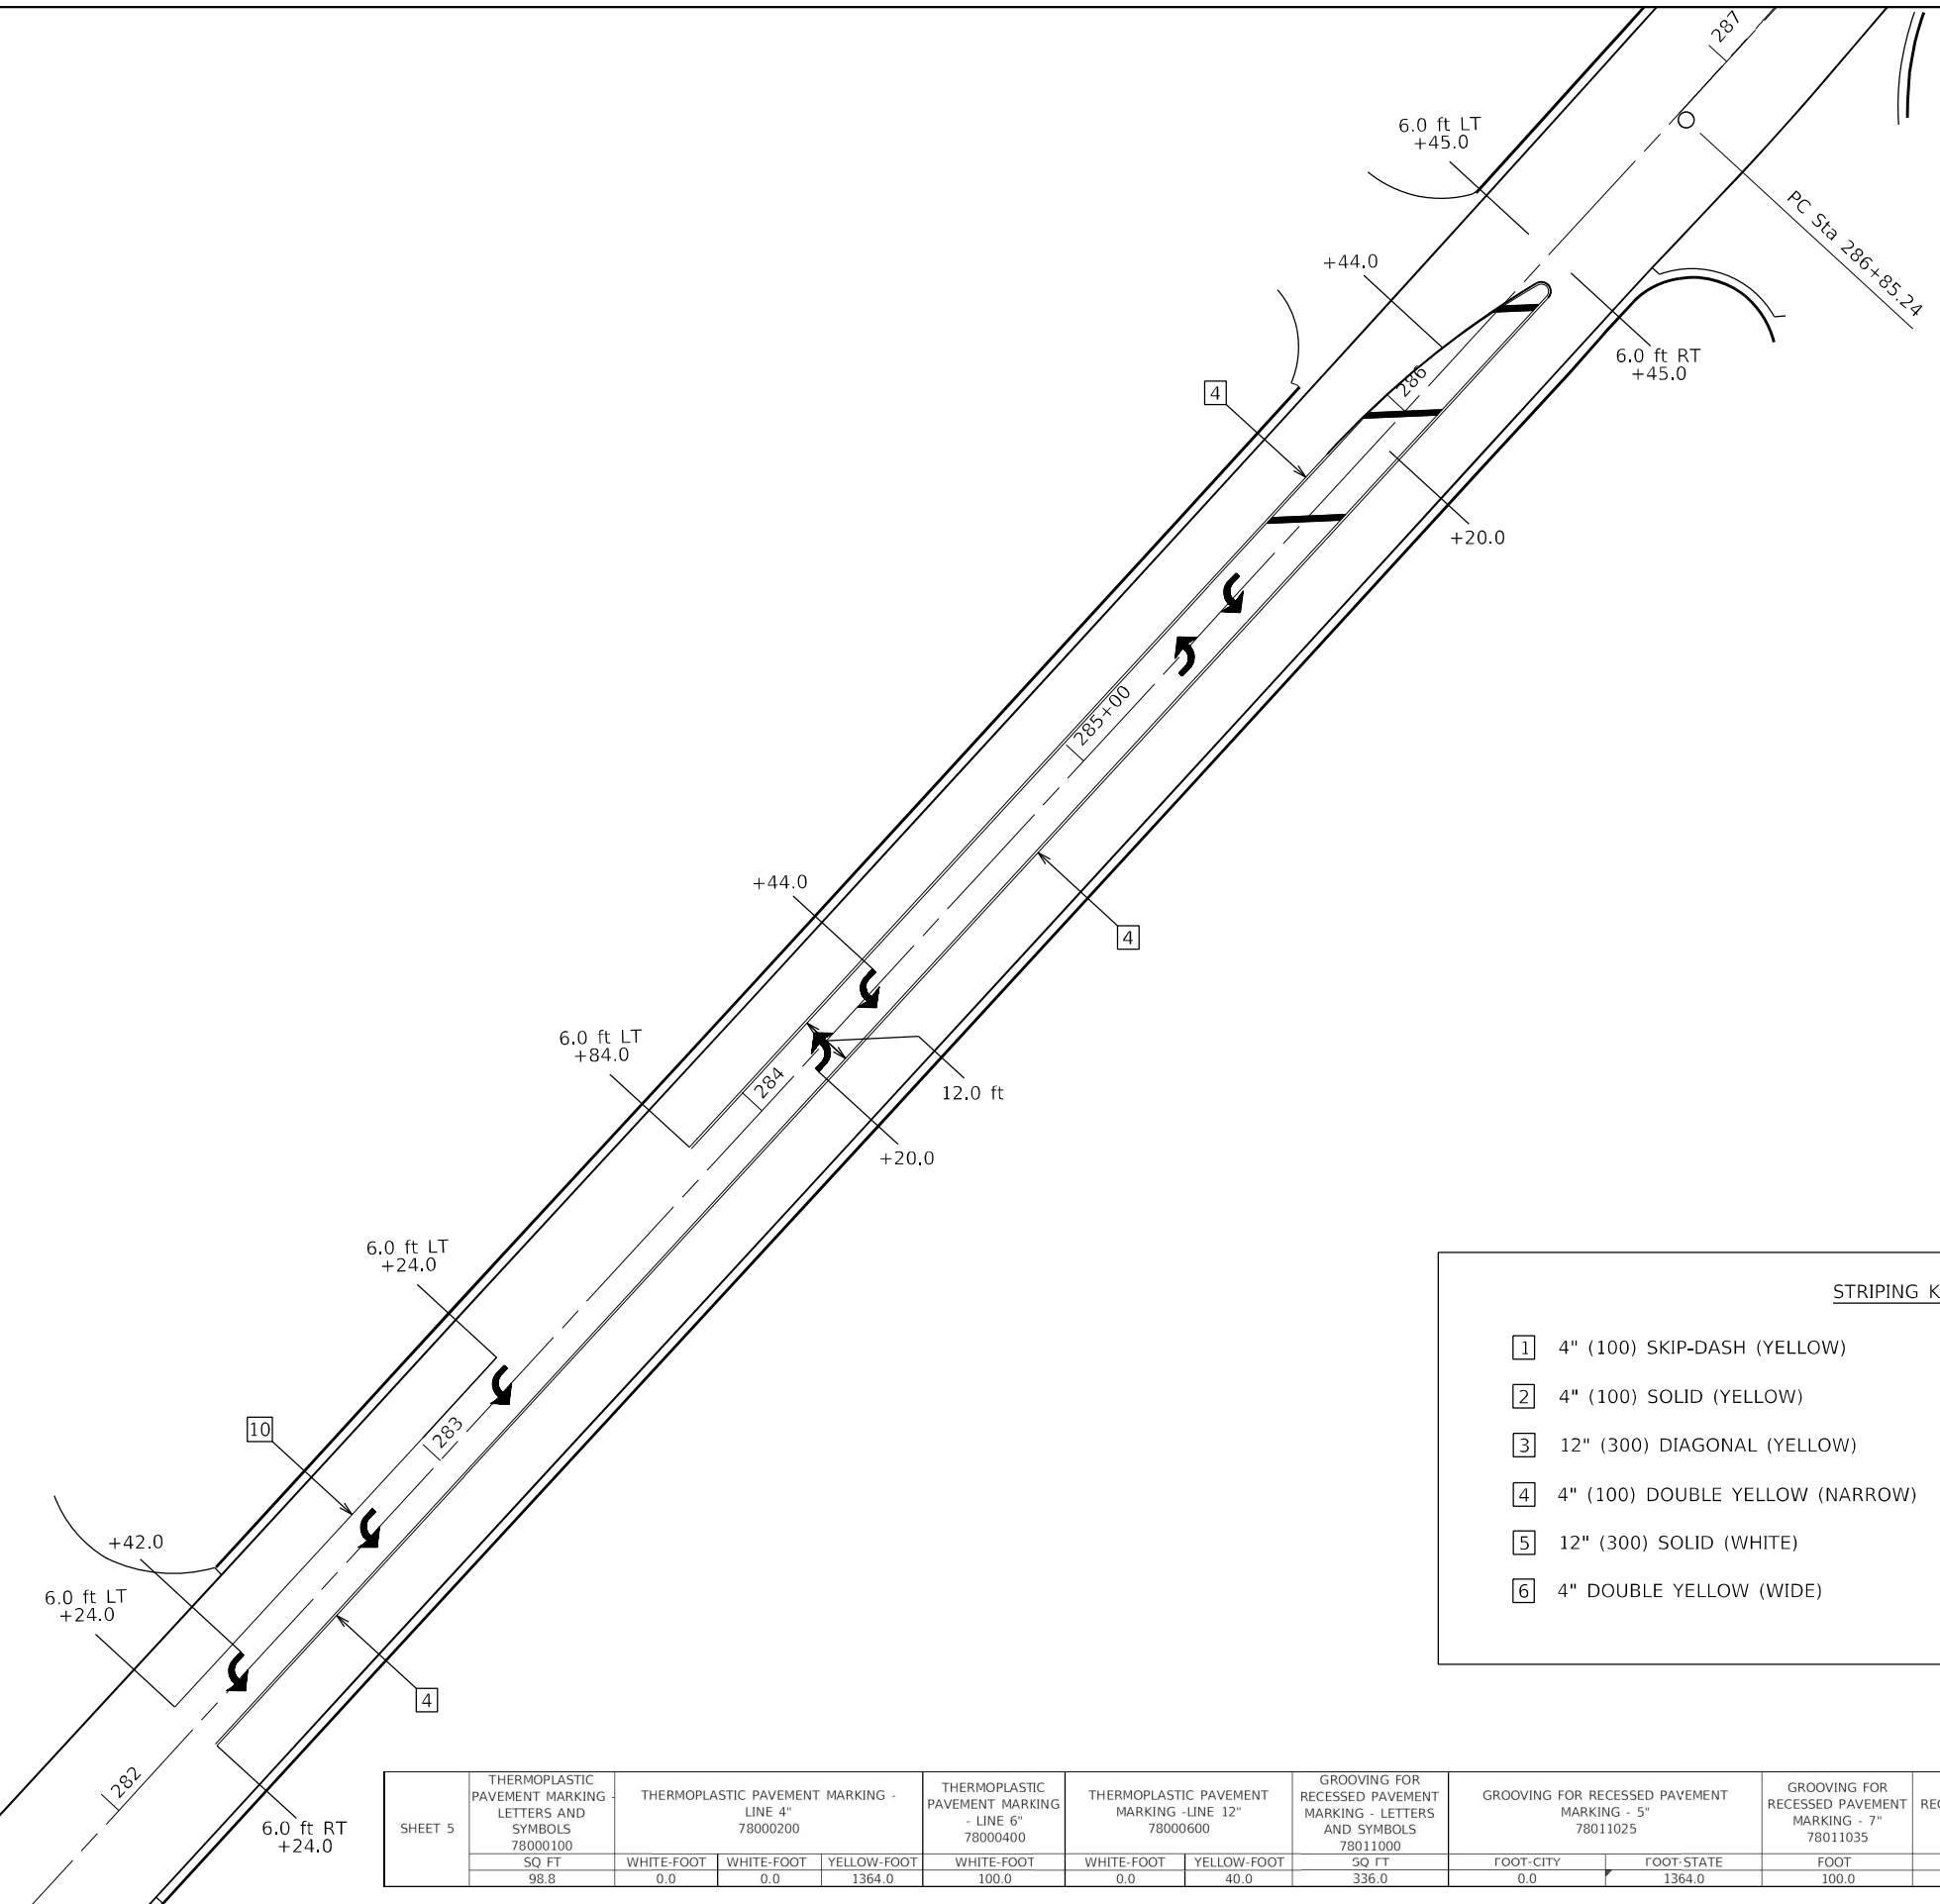 287
6.0 ft LT
+45.0
PC Sta 286+85.24
+44.0
6.0 ft RT
+45.0
286
4
+20.0
285+00
+44.0
4
6.0 ft LT
+84.0
284
12.0 ft
+20.0
6.0 ft LT
+24.0
283
10
+42.0
6.0 ft LT
+24.0
4
282
6.0 ft RT
+24.0
STRIPING K
1 4" (100) SKIP-DASH (YELLOW)
2 4" (100) SOLID (YELLOW)
3 12" (300) DIAGONAL (YELLOW)
4 4" (100) DOUBLE YELLOW (NARROW)
5 12" (300) SOLID (WHITE)
6 4" DOUBLE YELLOW (WIDE)
SHEET 5
THERMOPLASTIC
PAVEMENT MARKING -
LETTERS AND
SYMBOLS
78000100
THERMOPLASTIC PAVEMENT MARKING -
LINE 4"
78000200
THERMOPLASTIC
PAVEMENT MARKING
- LINE 6"
78000400
THERMOPLASTIC PAVEMENT
MARKING -LINE 12"
78000600
GROOVING FOR
RECESSED PAVEMENT
MARKING - LETTERS
AND SYMBOLS
78011000
GROOVING FOR RECESSED PAVEMENT
MARKING - 5"
78011025
GROOVING FOR
RECESSED PAVEMENT
MARKING - 7"
78011035
SQ FT WHITE-FOOT WHITE-FOOT YELLOW-FOOT WHITE-FOOT WHITE-FOOT YELLOW-FOOT SQ FT FOOT-CITY FOOT-STATE FOOT
98.8 0.0 0.0 1364.0 100.0 0.0 40.0 336.0 0.0 1364.0 100.0